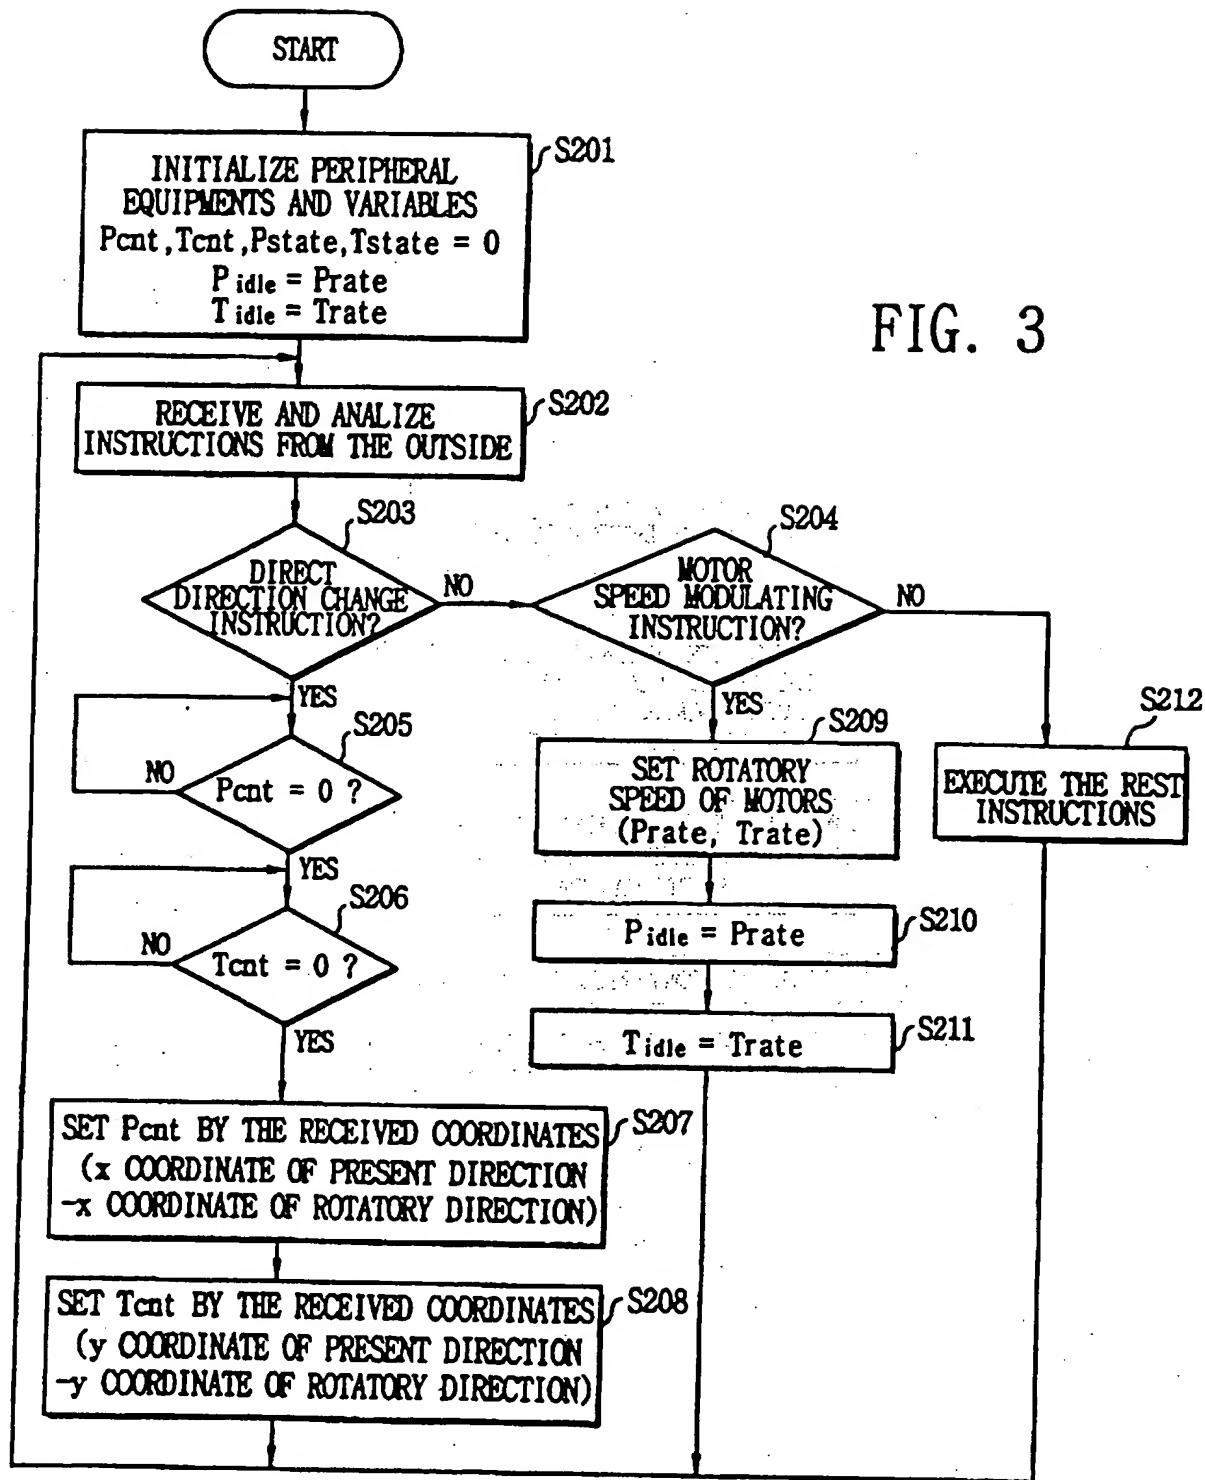 START
S201
INITIALIZE PERIPHERAL
EQUIPMENTS AND VARIABLES
Pcnt,Tcnt,Pstate,Tstate = 0
Pidle = Prate
Tidle = Trate
FIG. 3
S202
RECEIVE AND ANALIZE
INSTRUCTIONS FROM THE OUTSIDE
S203
DIRECT
DIRECTION CHANGE
INSTRUCTION?
NO
YES
S204
MOTOR
SPEED MODULATING
INSTRUCTION?
NO
YES
S205
Pcnt = 0 ?
NO
YES
S206
Tcnt = 0 ?
NO
YES
S207
SET Pcnt BY THE RECEIVED COORDINATES
(x COORDINATE OF PRESENT DIRECTION
-x COORDINATE OF ROTATORY DIRECTION)
S208
SET Tcnt BY THE RECEIVED COORDINATES
(y COORDINATE OF PRESENT DIRECTION
-y COORDINATE OF ROTATORY DIRECTION)
S209
SET ROTATORY
SPEED OF MOTORS
(Prate, Trate)
S210
Pidle = Prate
S211
Tidle = Trate
S212
EXECUTE THE REST
INSTRUCTIONS